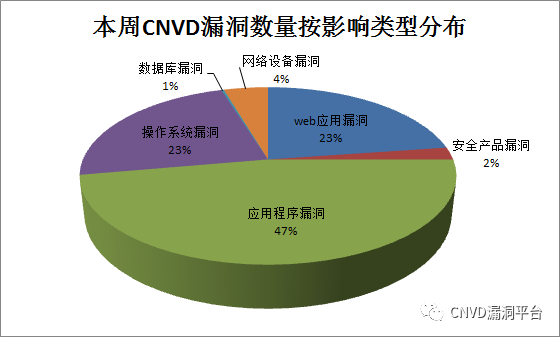 本周CNVD漏洞数量按影响类型分布
数据库漏洞
1%
网络设备漏洞
4%
web应用漏洞
23%
安全产品漏洞
2%
操作系统漏洞
23%
应用程序漏洞
47%
CNVD漏洞平台